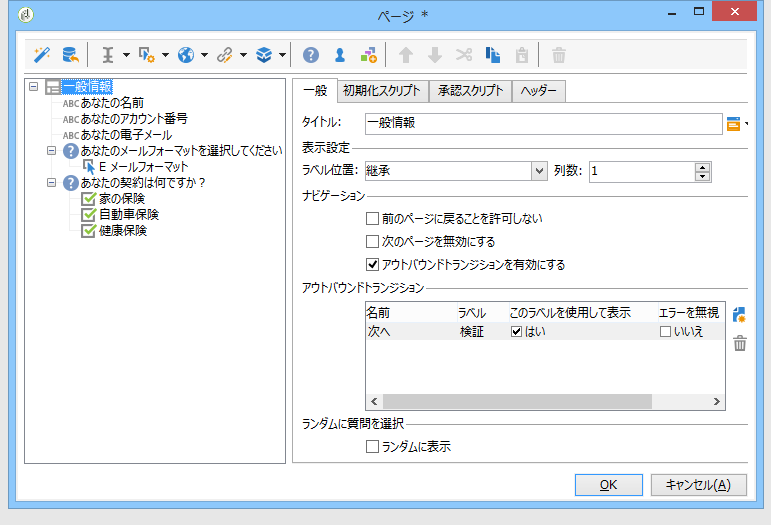 ページ *
一般情報
ABC あなたの名前
ABC あなたのアカウント番号
ABC あなたの電子メール
? あなたのメールフォーマットを選択してください
E メールフォーマット
? あなたの契約は何ですか？
家の保険
自動車保険
健康保険
一般 初期化スクリプト 承認スクリプト ヘッダー
タイトル: 一般情報
表示設定
ラベル位置: 継承 列数: 1
ナビゲーション
前のページに戻ることを許可しない
次のページを無効にする
アウトバウンドトランジションを有効にする
アウトバウンドトランジション
名前 ラベル このラベルを使用して表示 エラーを無視
次へ 検証 はい いいえ
ランダムに質問を選択
ランダムに表示
OK キャンセル(A)